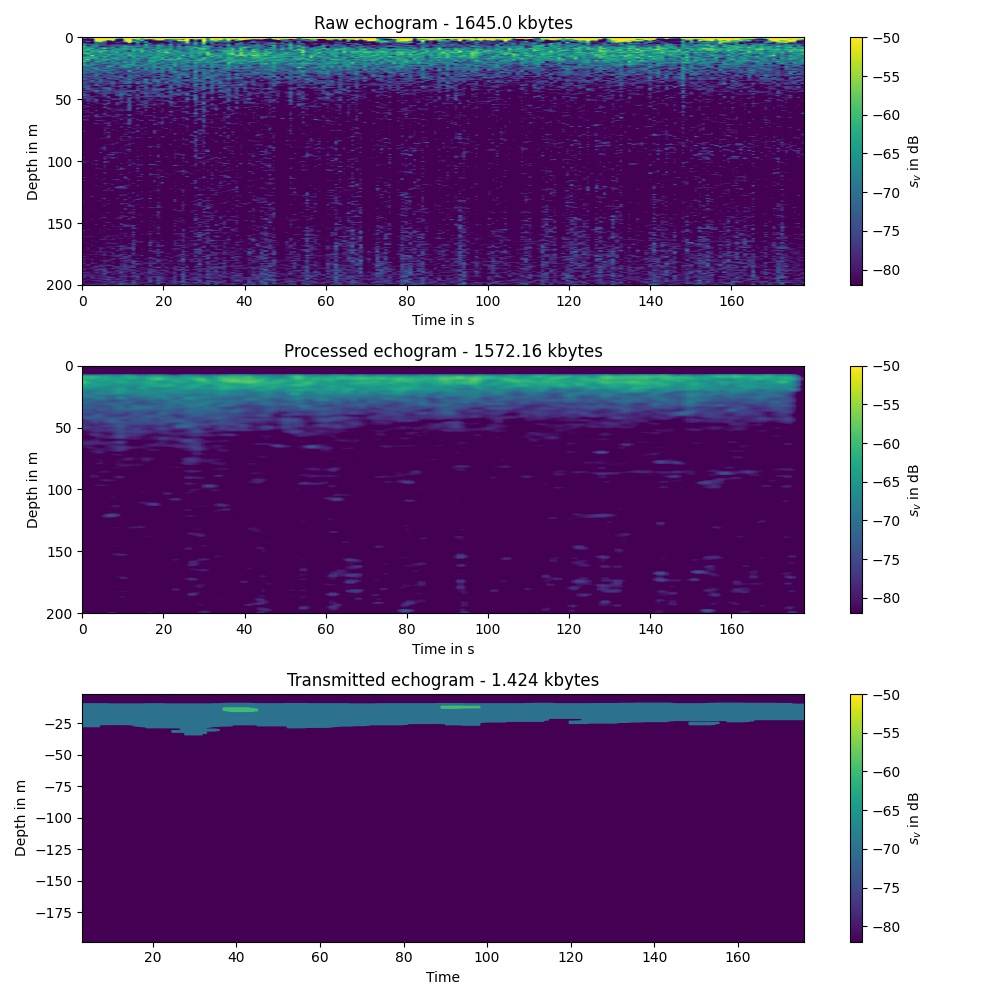 Raw echogram - 1645.0 kbytes
0
50
100
150
200
Depth in m
0 20 40 60 80 100 120 140 160
Time in s
−50
−55
−60
−65
−70
−75
−80
sv in dB
Processed echogram - 1572.16 kbytes
0
50
100
150
200
Depth in m
0 20 40 60 80 100 120 140 160
Time in s
−50
−55
−60
−65
−70
−75
−80
sv in dB
Transmitted echogram - 1.424 kbytes
−25
−50
−75
−100
−125
−150
−175
Depth in m
20 40 60 80 100 120 140 160
Time
−50
−55
−60
−65
−70
−75
−80
sv in dB